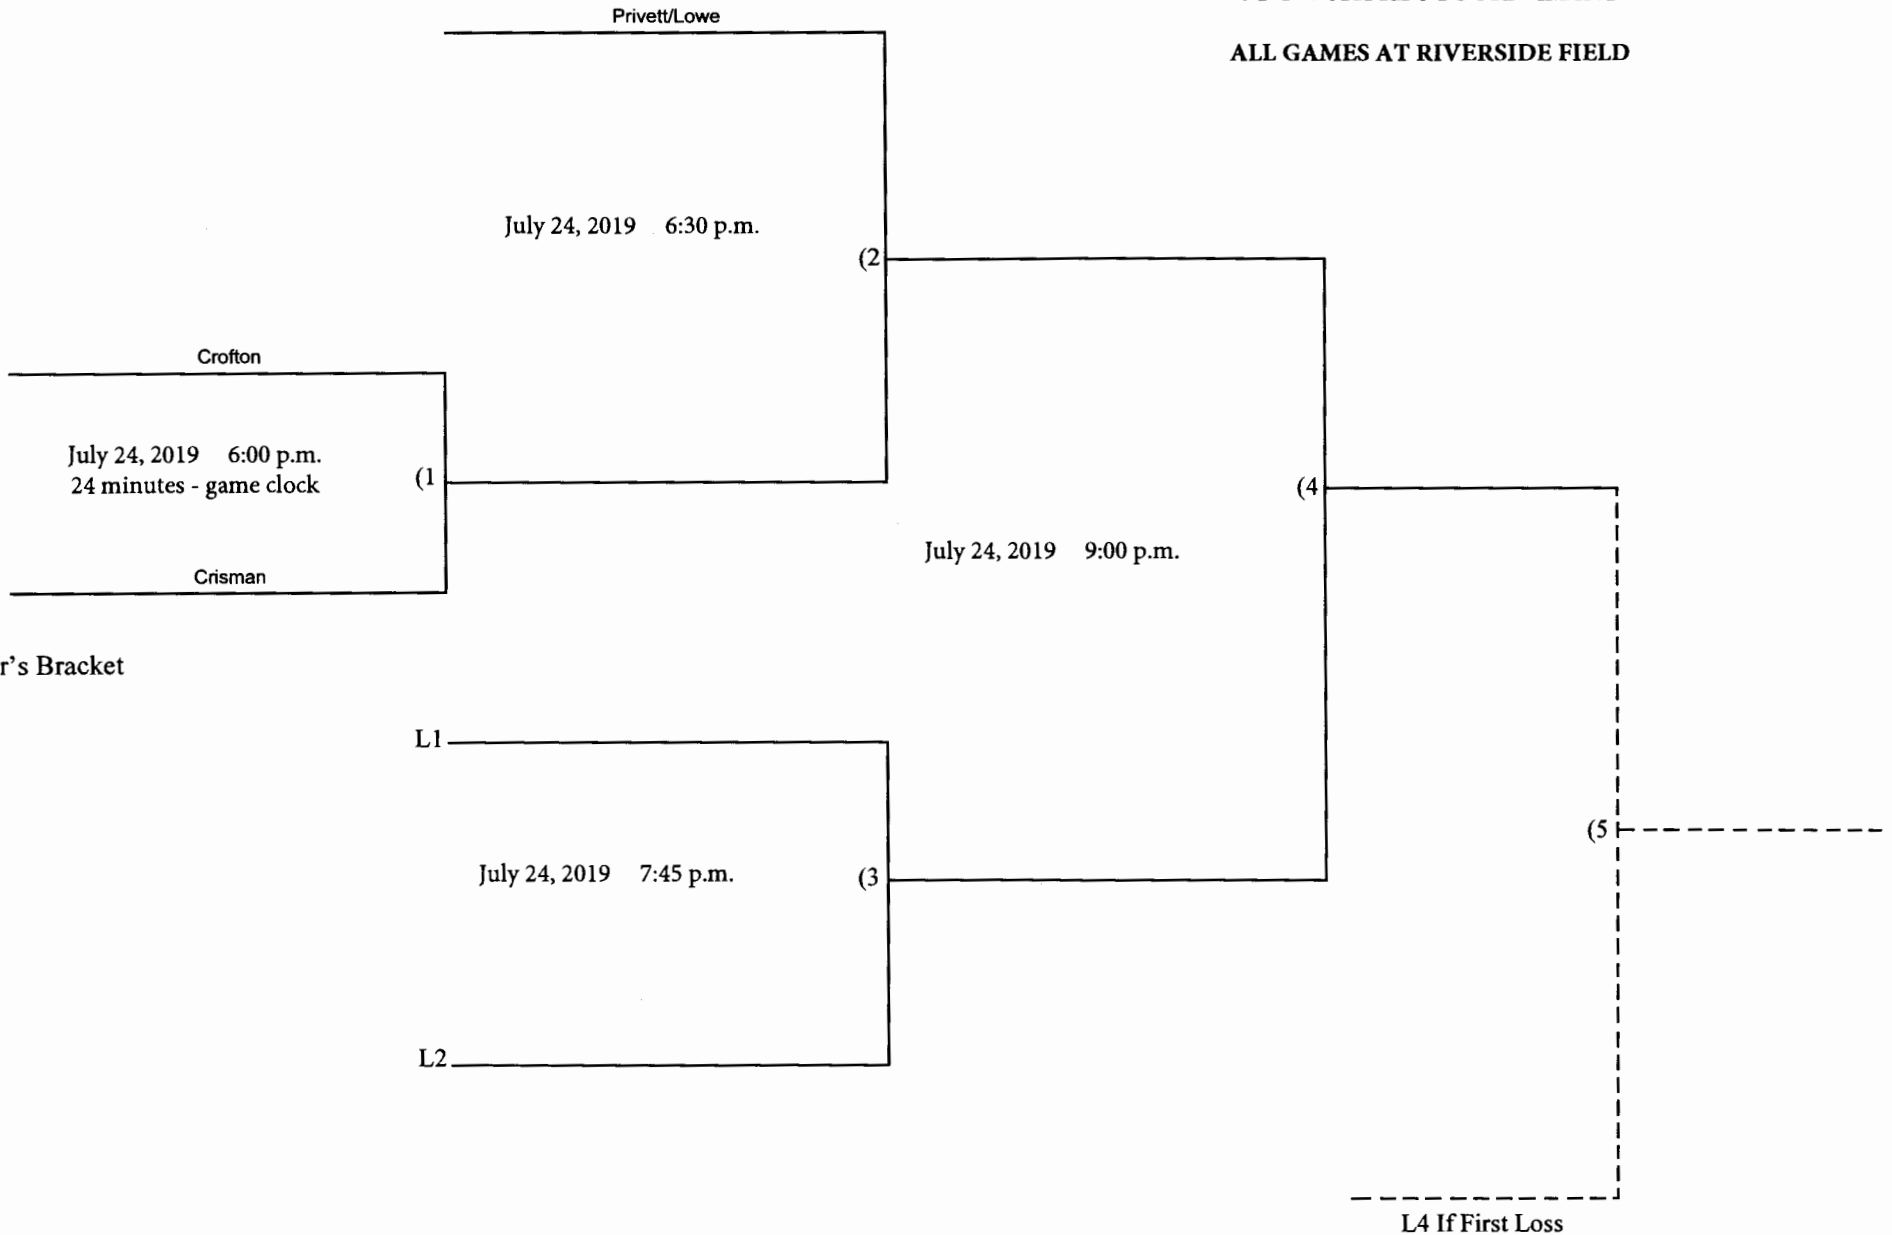 Privett/Lowe
ALL GAMES AT RIVERSIDE FIELD
July 24, 2019 6:30 p.m.
(2
Crofton
July 24, 2019 6:00 p.m.
24 minutes - game clock
(1
(4
July 24, 2019 9:00 p.m.
Crisman
r's Bracket
L1
(5
July 24, 2019 7:45 p.m.
(3
L2
L4 If First Loss